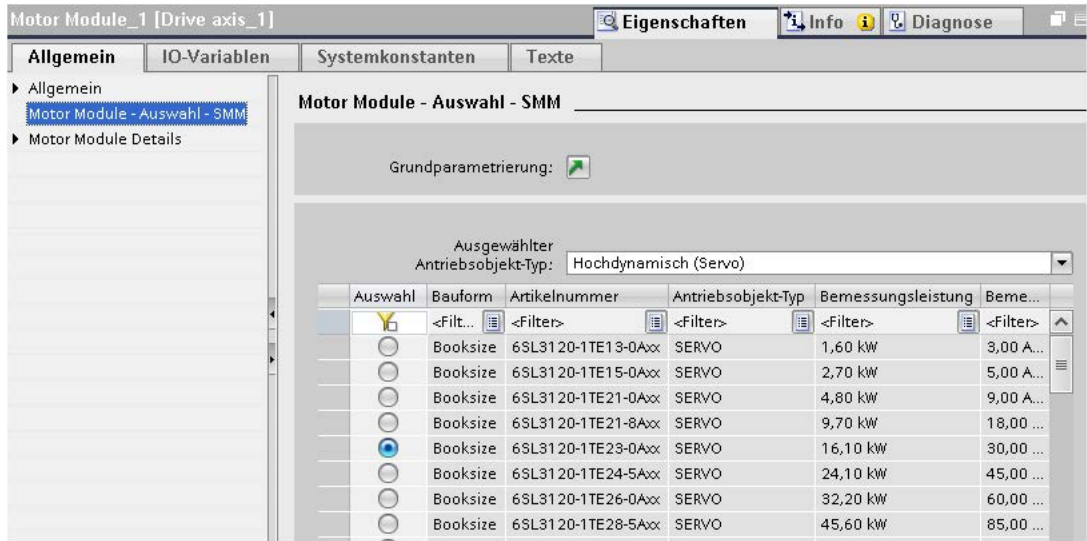 Motor Module_1 [Drive axis_1]
Eigenschaften
Info
Diagnose
Allgemein
IO-Variablen
Systemkonstanten
Texte
Allgemein
Motor Module - Auswahl - SMM
Motor Module Details
Motor Module - Auswahl - SMM
Grundparametrierung:
Ausgewählter
Antriebsobjekt-Typ: Hochdynamisch (Servo)
Auswahl Bauform Artikelnummer Antriebsobjekt-Typ Bemessungsleistung Beme...
<Filt... <Filter> <Filter> <Filter> <Filter>
Booksize 6SL3120-1TE13-0Axx SERVO 1,60 kW 3,00 A...
Booksize 6SL3120-1TE15-0Axx SERVO 2,70 kW 5,00 A...
Booksize 6SL3120-1TE21-0Axx SERVO 4,80 kW 9,00 A...
Booksize 6SL3120-1TE21-8Axx SERVO 9,70 kW 18,00 ...
Booksize 6SL3120-1TE23-0Axx SERVO 16,10 kW 30,00 ...
Booksize 6SL3120-1TE24-5Axx SERVO 24,10 kW 45,00 ...
Booksize 6SL3120-1TE26-0Axx SERVO 32,20 kW 60,00 ...
Booksize 6SL3120-1TE28-5Axx SERVO 45,60 kW 85,00 ...